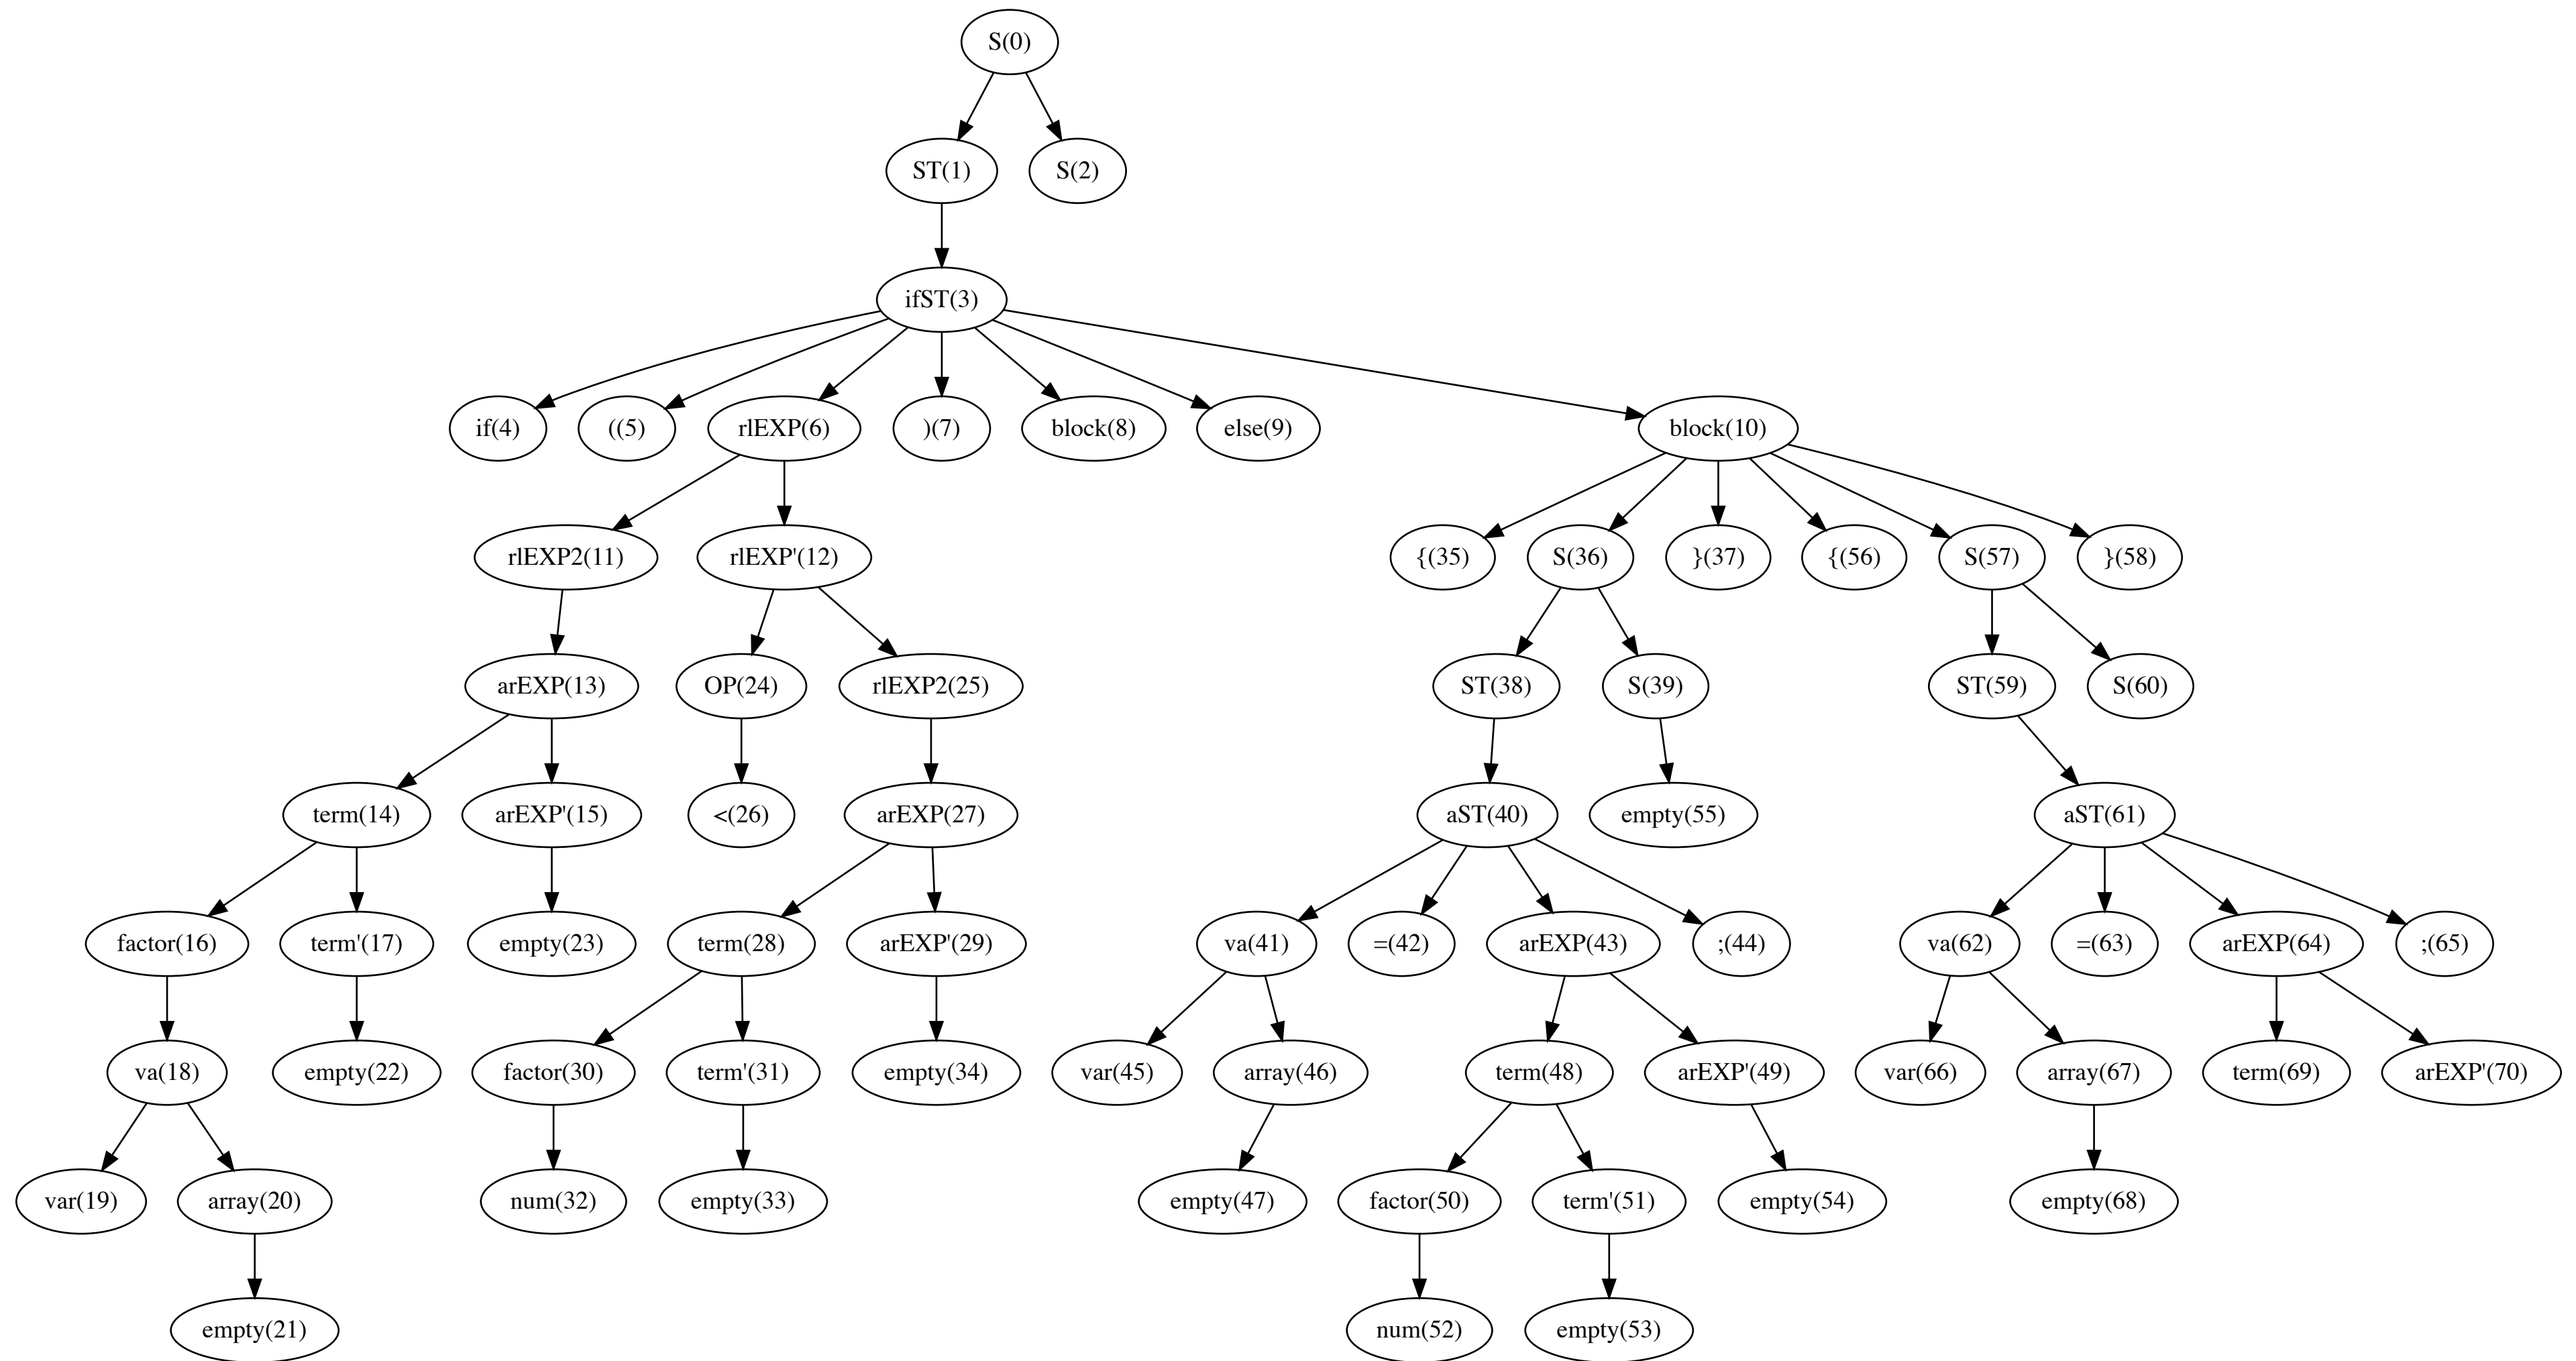 S(0)
ST(1) S(2)
ifST(3)
if(4) ((5) rlEXP(6) )(7) block(8) else(9) block(10)
rlEXP2(11) rlEXP'(12) {(35) S(36) }(37) {(56) S(57) }(58)
arEXP(13) OP(24) rlEXP2(25) ST(38) S(39) ST(59) S(60)
term(14) arEXP'(15) <(26) arEXP(27) aST(40) empty(55) aST(61)
factor(16) term'(17) empty(23) term(28) arEXP'(29) va(41) =(42) arEXP(43) ;(44) va(62) =(63) arEXP(64) ;(65)
va(18) empty(22) factor(30) term'(31) empty(34) var(45) array(46) term(48) arEXP'(49) var(66) array(67) term(69) arEXP'(70)
var(19) array(20) num(32) empty(33) empty(47) factor(50) term'(51) empty(54) empty(68)
empty(21) num(52) empty(53)